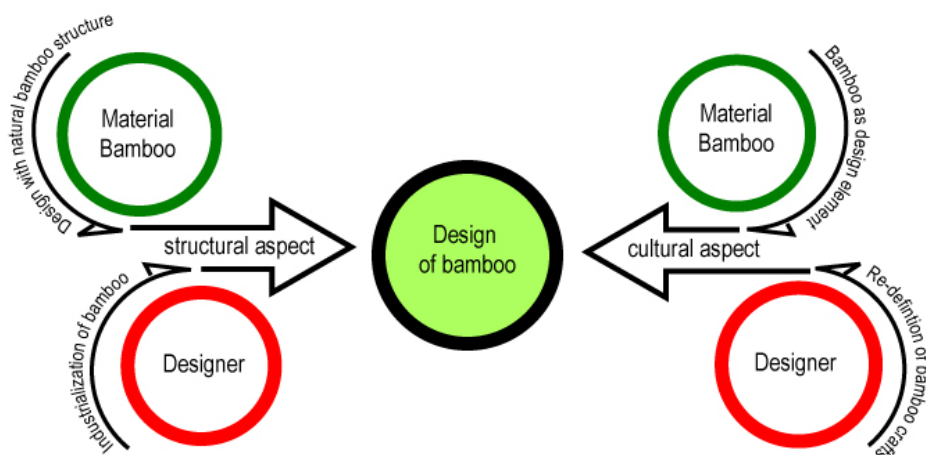 Design with natural bamboo structure
Material
Bamboo
structural aspect
Industrialization of bamboo
Designer
Design
of bamboo
Material
Bamboo
Bamboo as design element
cultural aspect
Re-defintion of bamboo crafts
Designer